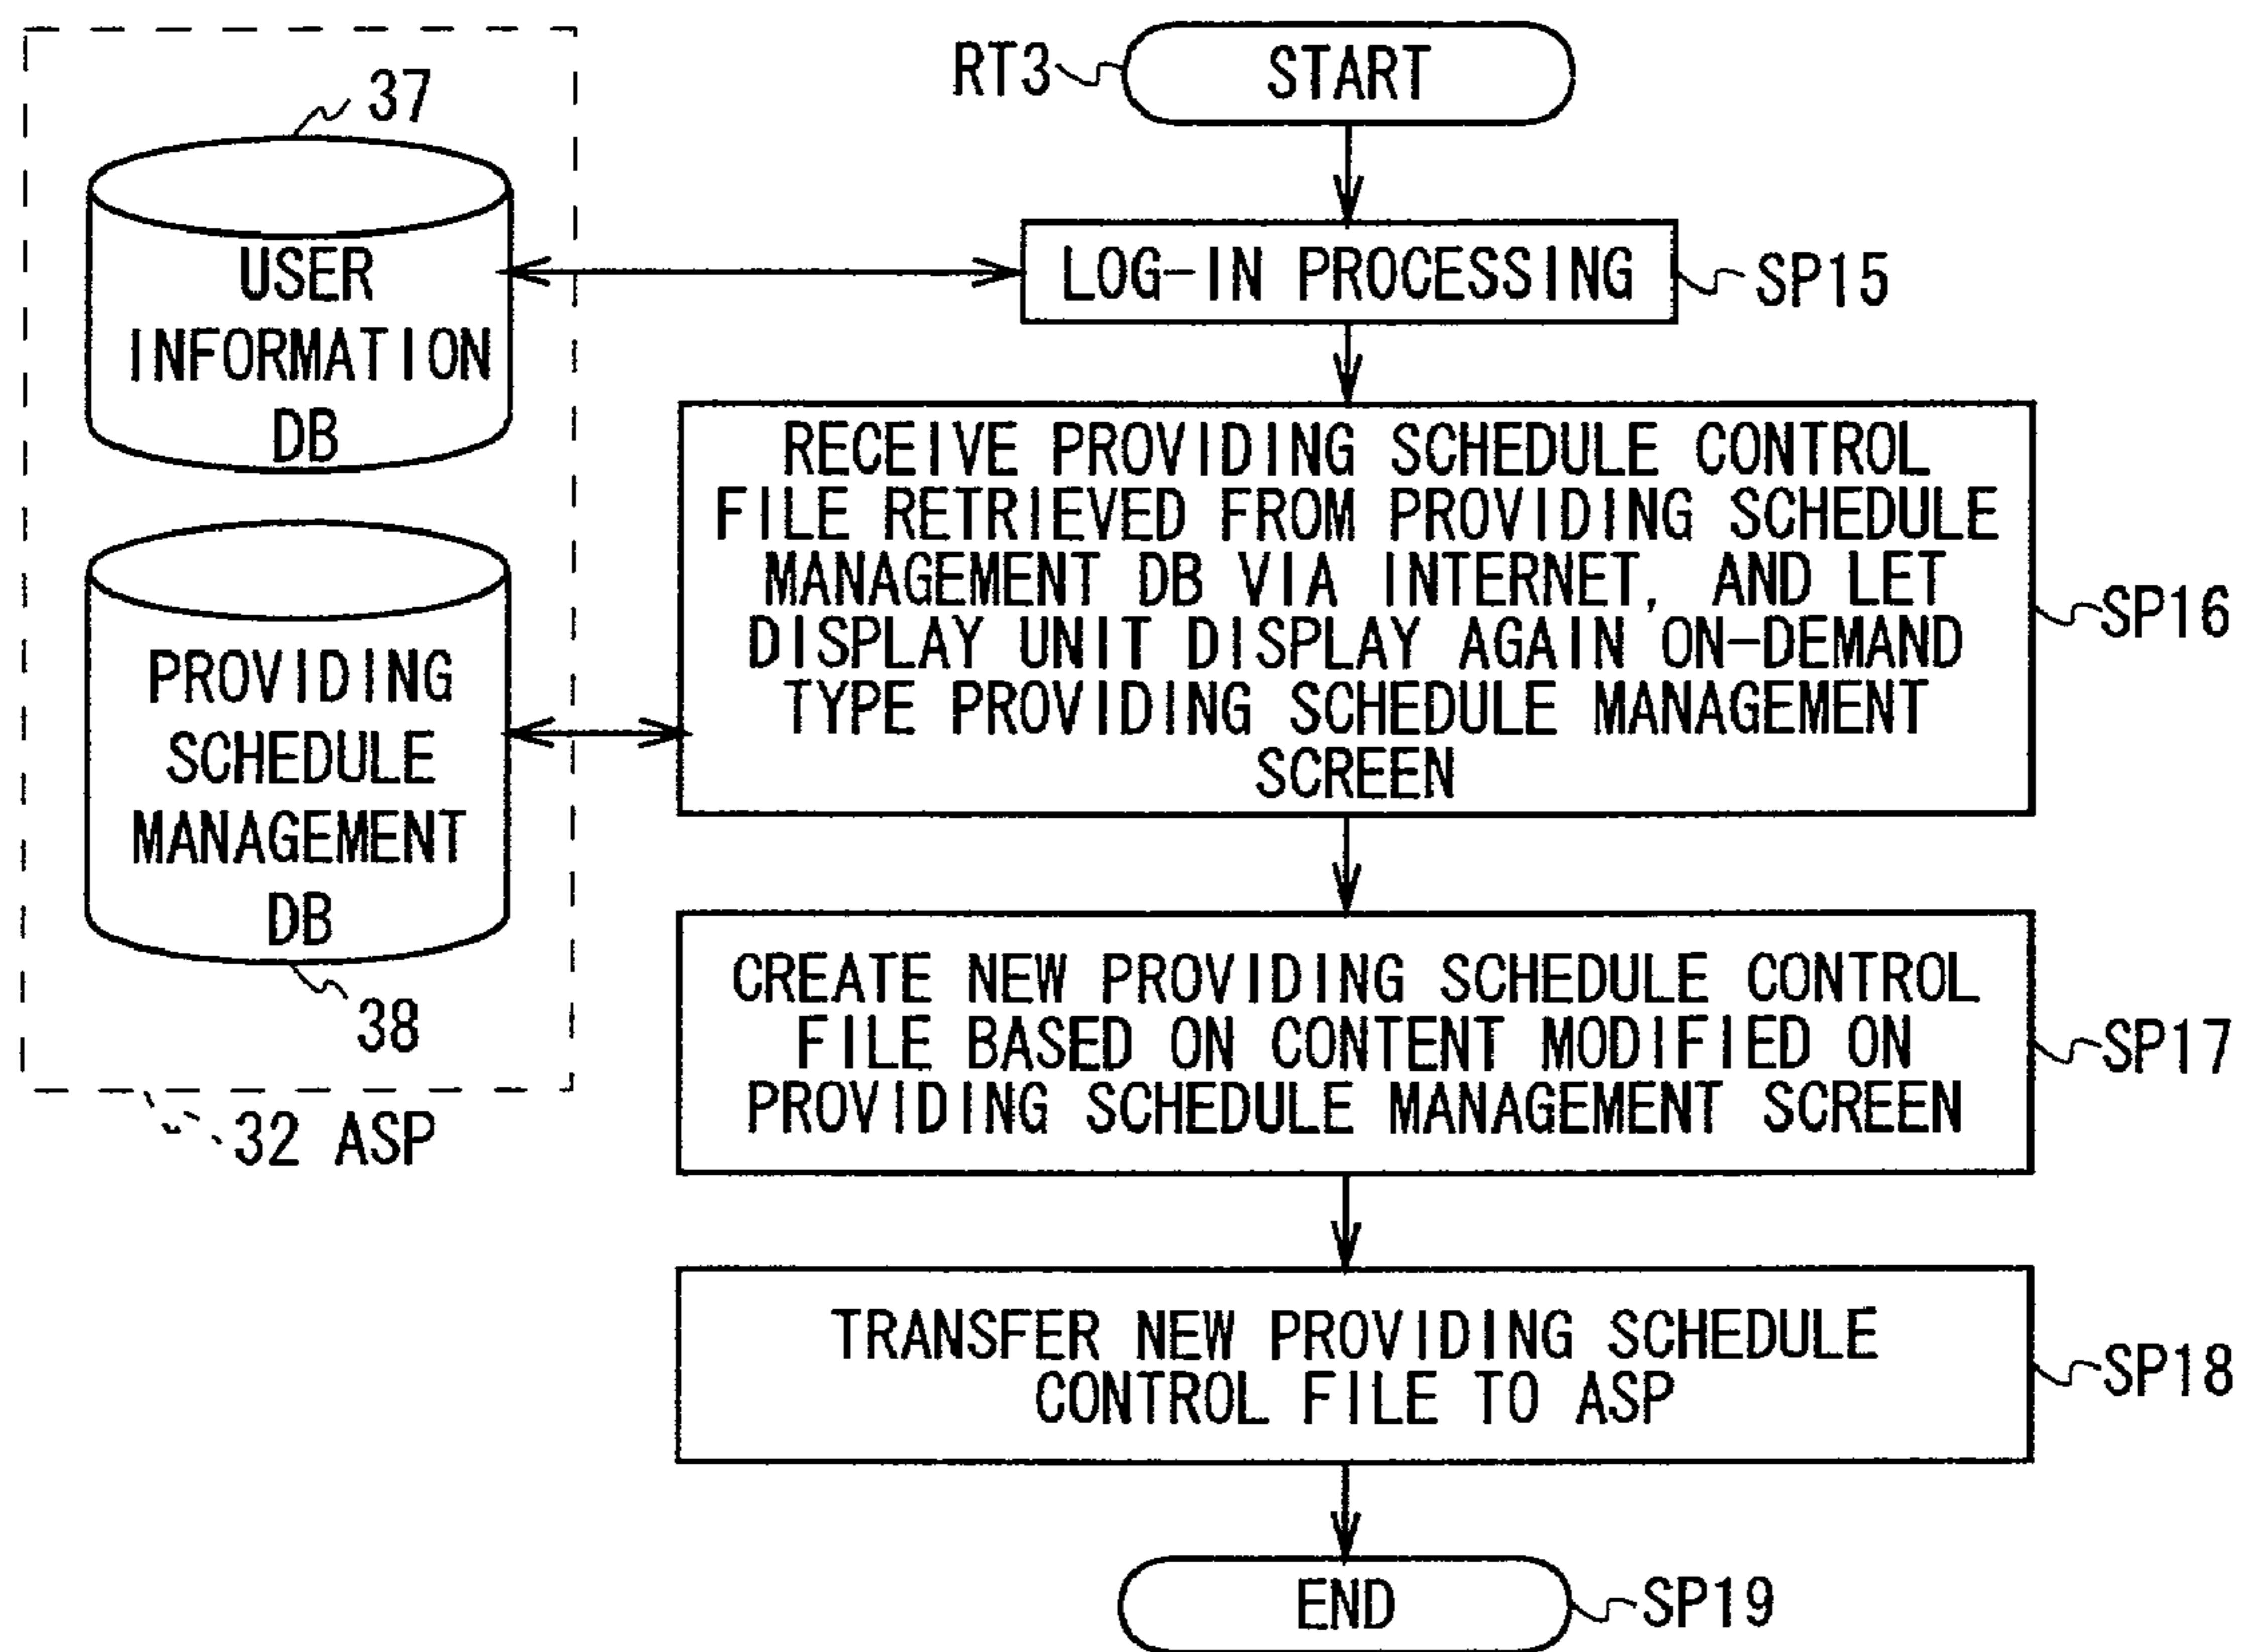 37
USER
INFORMATION
DB
PROVIDING
SCHEDULE
MANAGEMENT
DB
38
32 ASP
RT3
START
LOG-IN PROCESSING
SP15
RECEIVE PROVIDING SCHEDULE CONTROL
FILE RETRIEVED FROM PROVIDING SCHEDULE
MANAGEMENT DB VIA INTERNET, AND LET
DISPLAY UNIT DISPLAY AGAIN ON-DEMAND
TYPE PROVIDING SCHEDULE MANAGEMENT
SCREEN
SP16
CREATE NEW PROVIDING SCHEDULE CONTROL
FILE BASED ON CONTENT MODIFIED ON
PROVIDING SCHEDULE MANAGEMENT SCREEN
SP17
TRANSFER NEW PROVIDING SCHEDULE
CONTROL FILE TO ASP
SP18
END
SP19